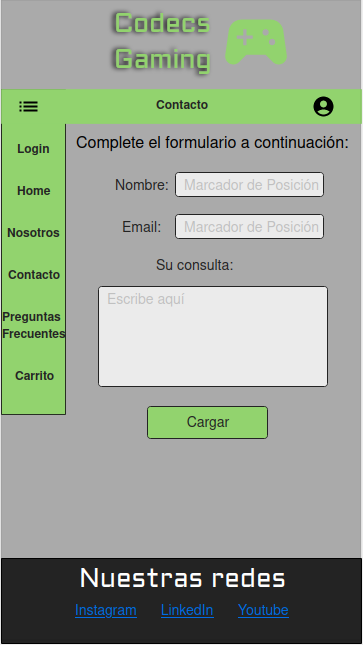 Codecs
Gaming
Contacto
Login
Home
Nosotros
Contacto
Preguntas
Frecuentes
Carrito
Complete el formulario a continuación:
Nombre: Marcador de Posición
Email: Marcador de Posición
Su consulta:
Escribe aquí
Cargar
Nuestras redes
Instagram LinkedIn Youtube